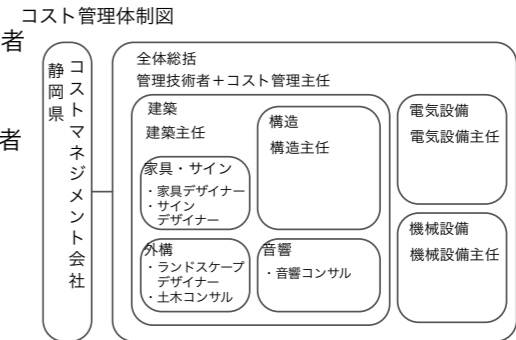 コスト管理体制図
者
者
静岡県
コストマネジメント会社
全体総括
管理技術者＋コスト管理主任
建築
建築主任
家具・サイン
・家具デザイナー
・サイン
デザイナー
外構
・ランドスケープ
デザイナー
・土木コンサル
構造
構造主任
音響
・音響コンサル
電気設備
電気設備主任
機械設備
機械設備主任